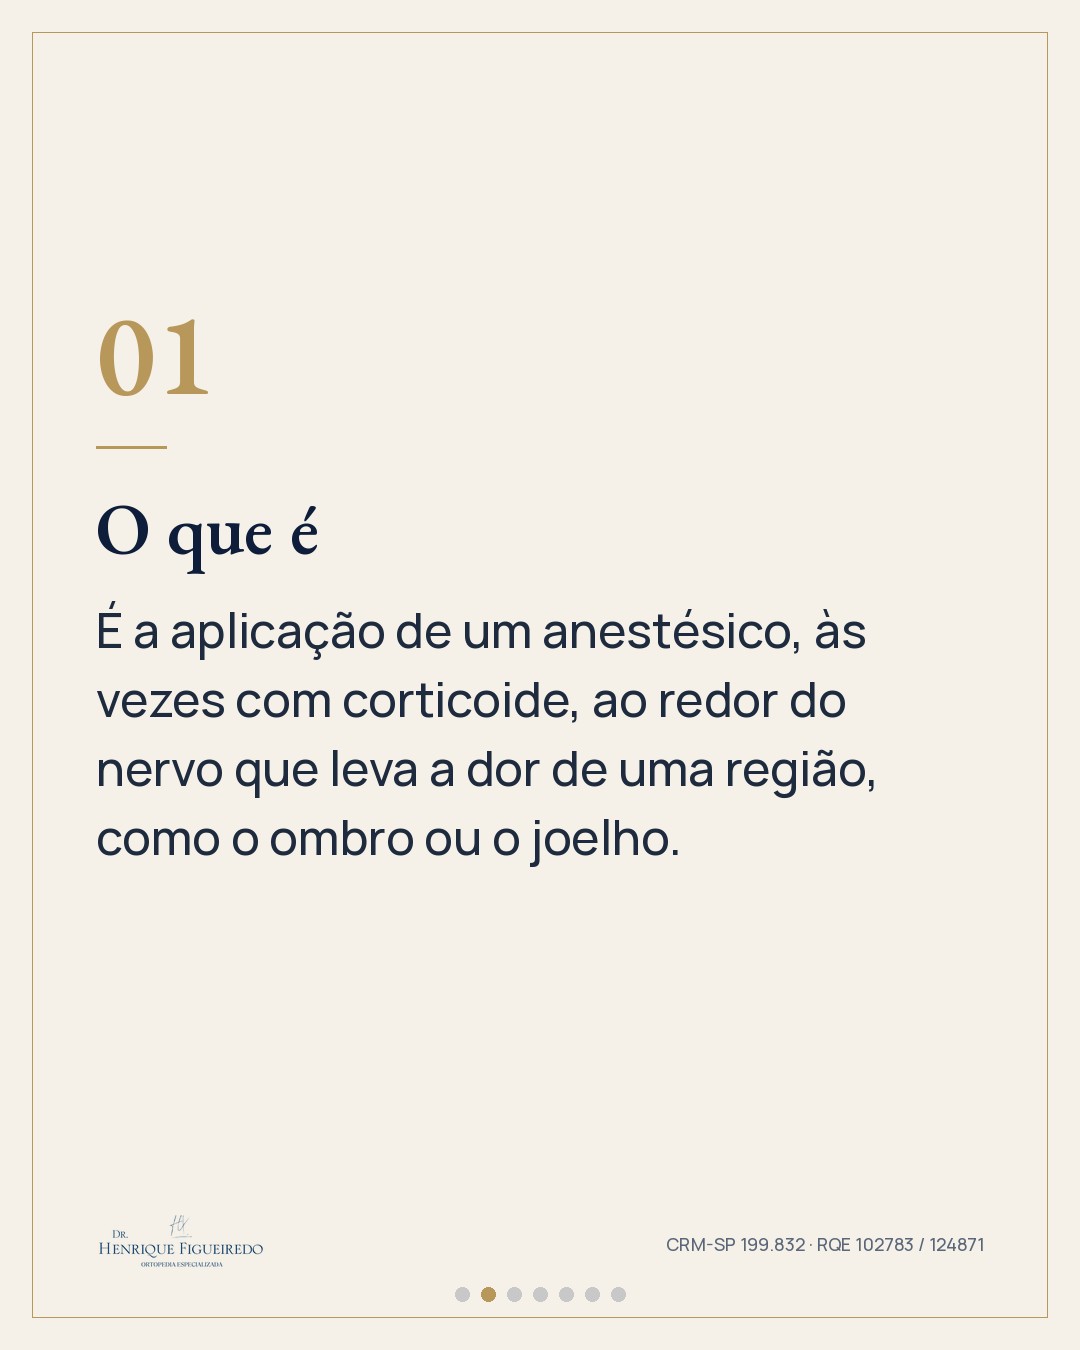 01
O que é
É a aplicação de um anestésico, às
vezes com corticoide, ao redor do
nervo que leva a dor de uma região,
como o ombro ou o joelho.
DR.
HENRIQUE FIGUEIREDO
ORTOPEDIA ESPECIALIZADA
CRM-SP 199.832 · RQE 102783 / 124871